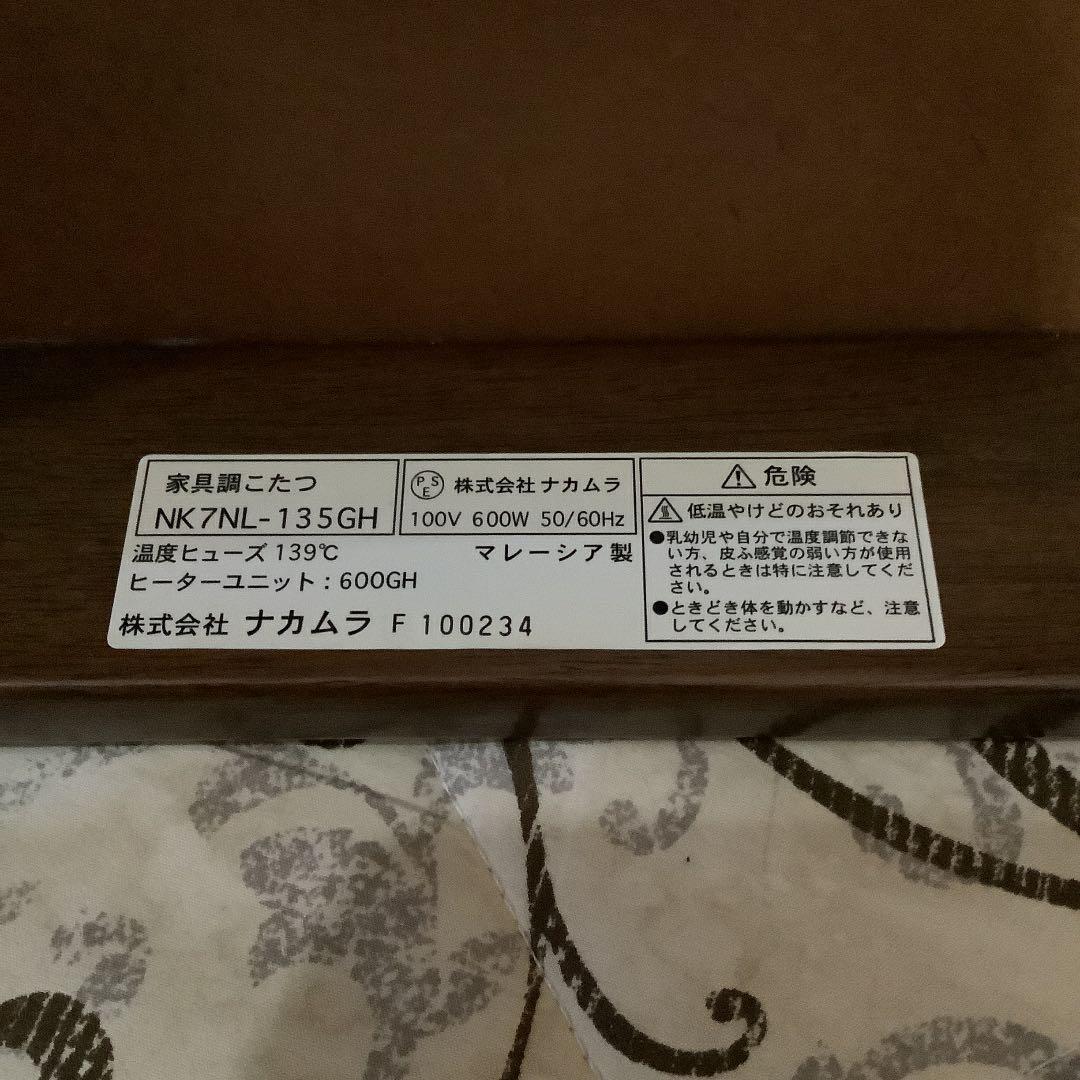 家具調こたつ
NK7NL-135GH
PSE 株式会社ナカムラ
100V 600W 50/60Hz
温度ヒューズ 139℃ マレーシア製
ヒーターユニット：600GH
株式会社 ナカムラ F 100234
危険
低温やけどのおそれあり
●乳幼児や自分で温度調節できな
い方、皮ふ感覚の弱い方が使用
されるときは特に注意してくだ
さい。
●ときどき体を動かすなど、注意
してください。